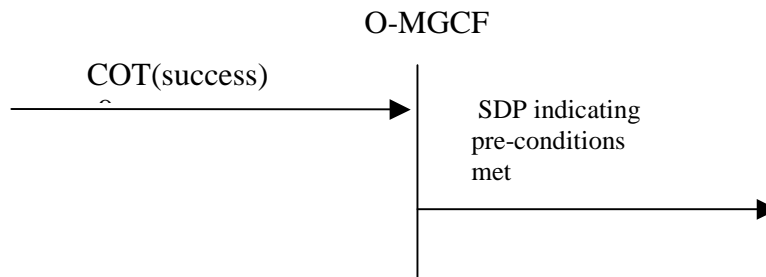 O-MGCF
COT(success)
SDP indicating
pre-conditions
met